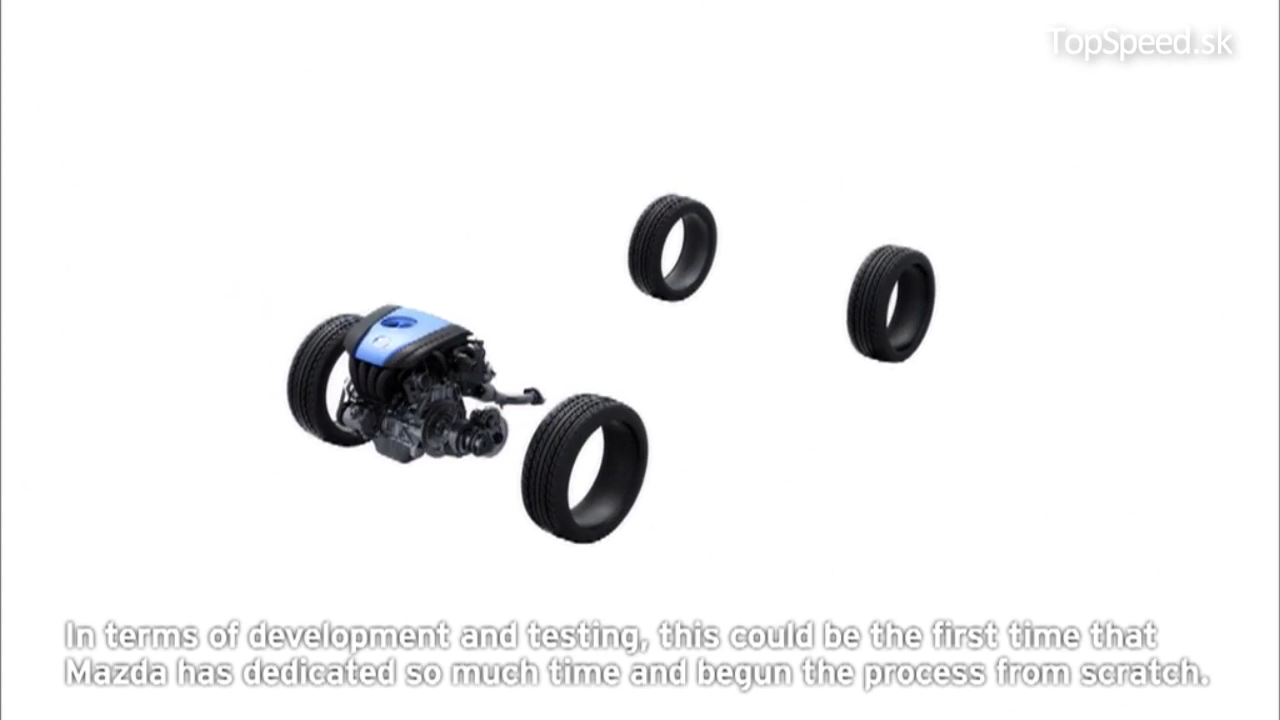 TopSpeed.sk
In terms of development and testing, this could be the first time that
Mazda has dedicated so much time and begun the process from scratch.